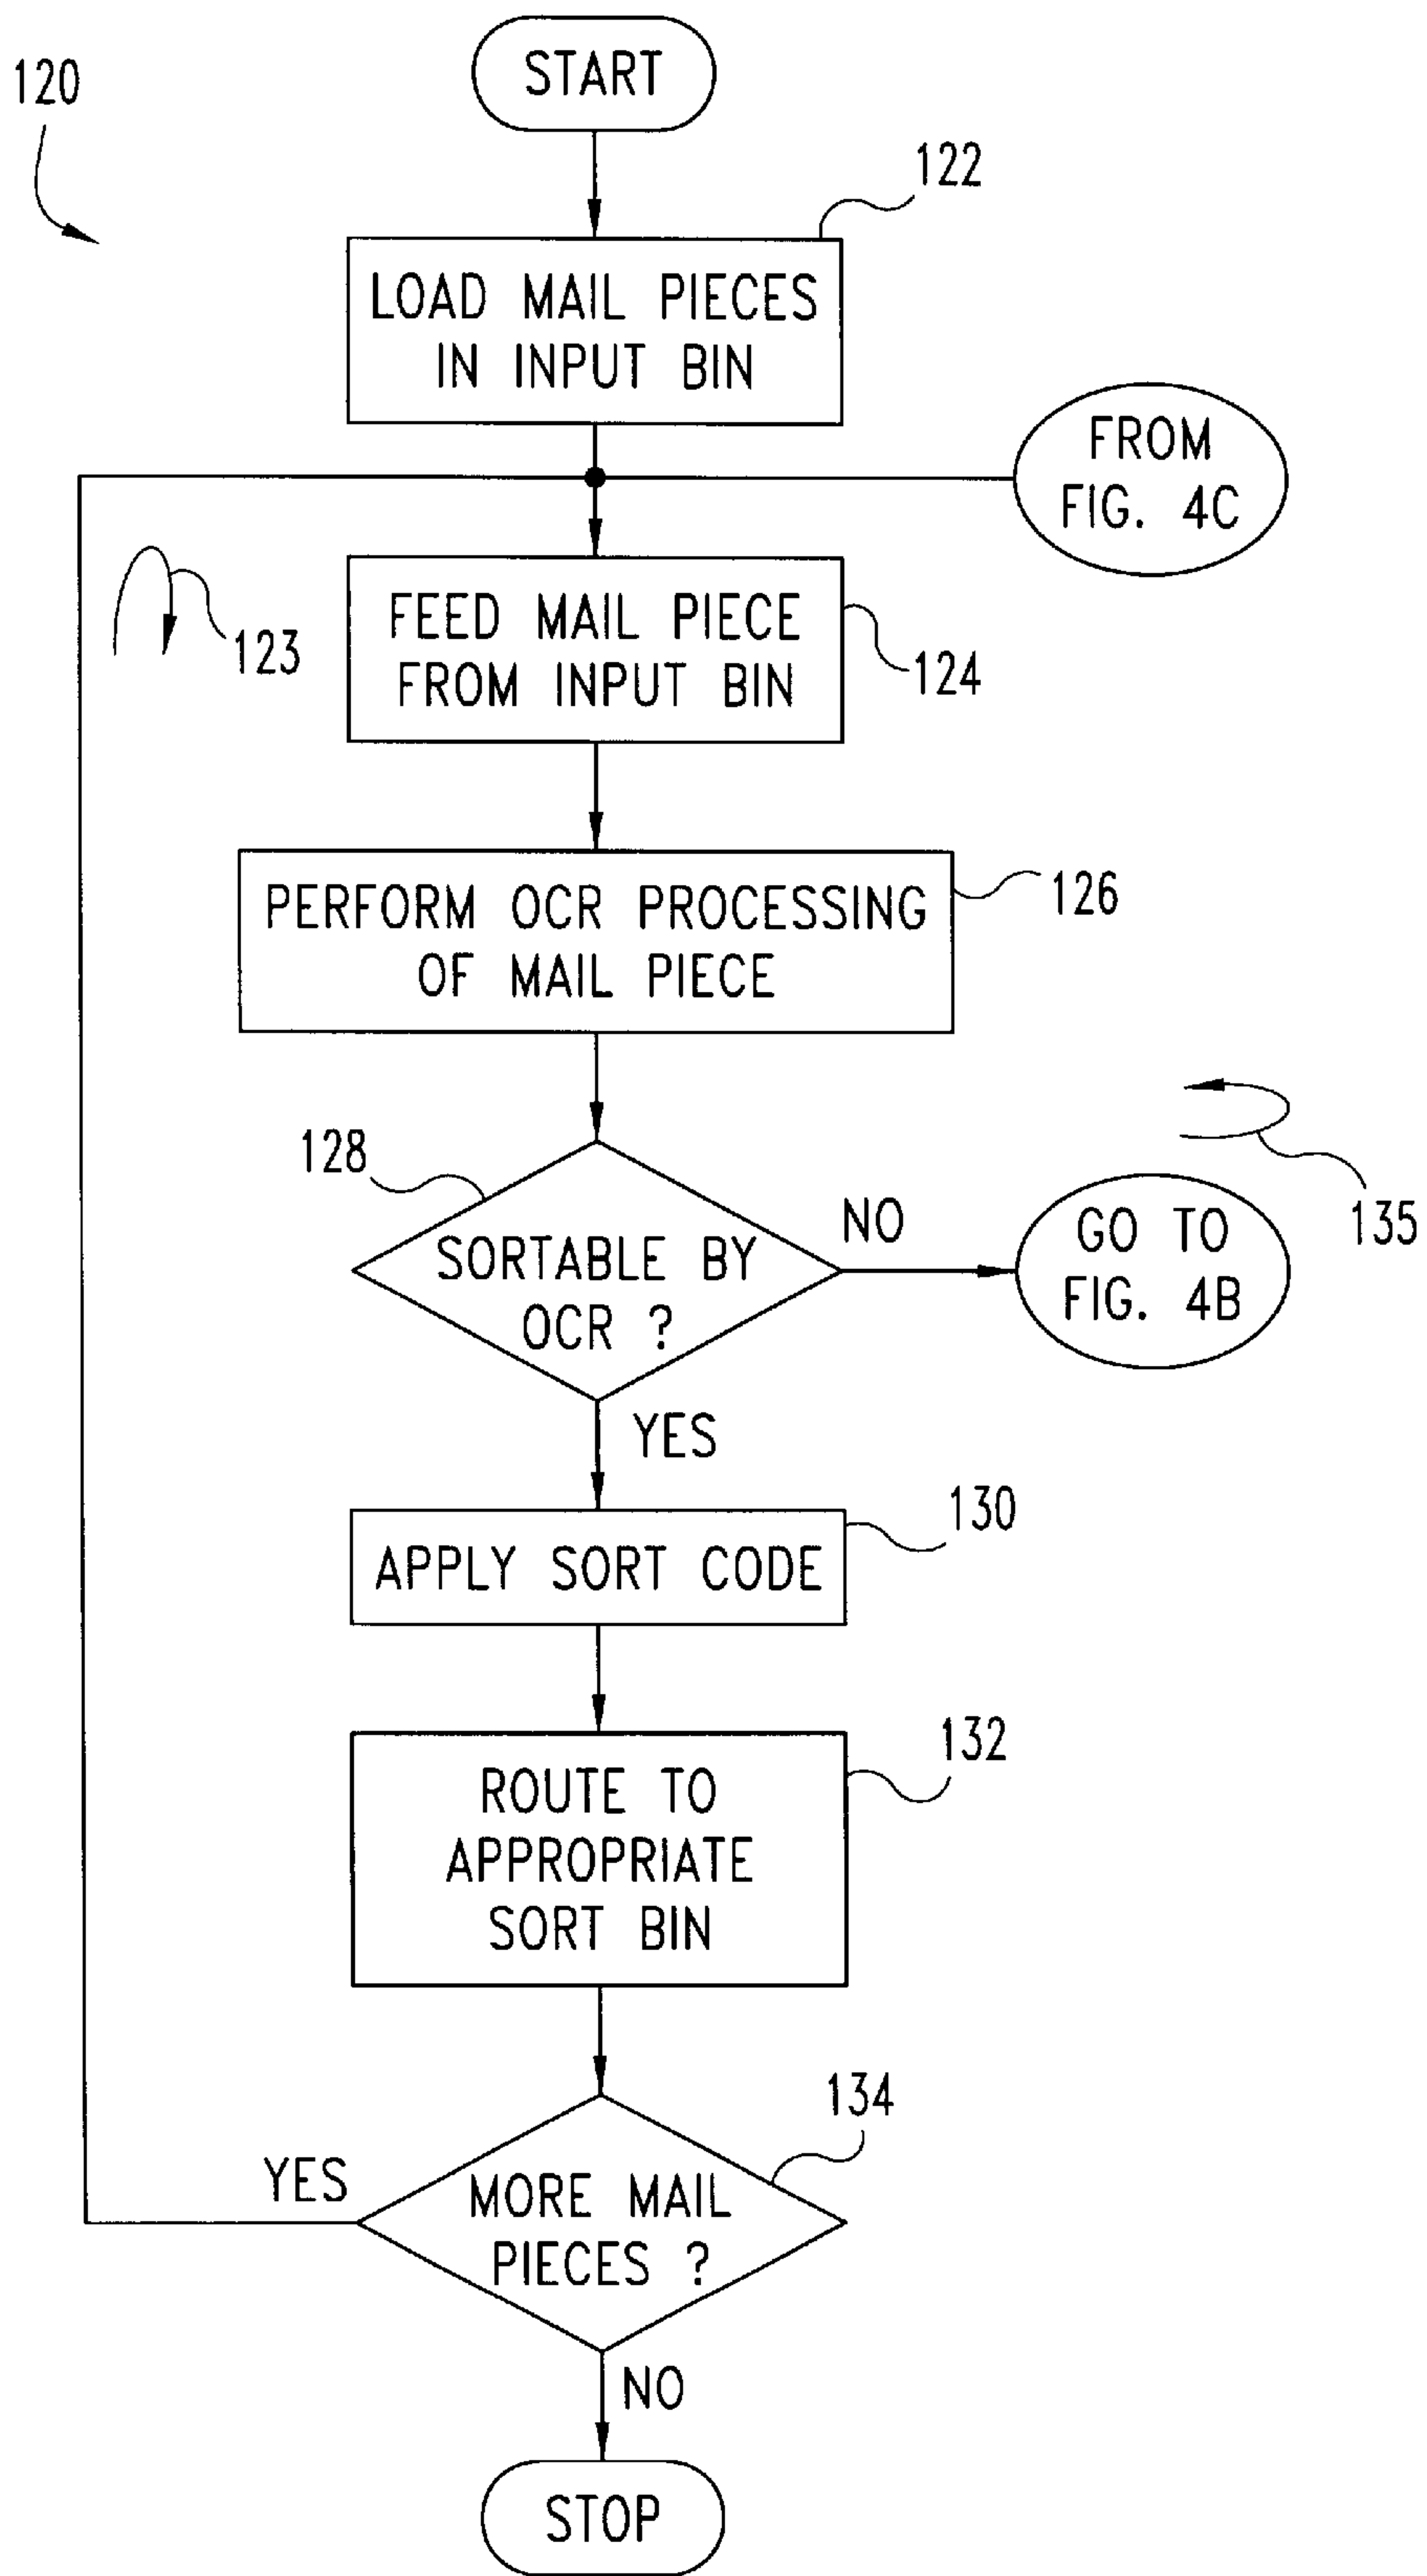 START
120
122
LOAD MAIL PIECES
IN INPUT BIN
FROM
FIG. 4C
123
FEED MAIL PIECE
FROM INPUT BIN
124
PERFORM OCR PROCESSING
OF MAIL PIECE
126
128
SORTABLE BY
OCR ?
NO
GO TO
FIG. 4B
135
YES
130
APPLY SORT CODE
132
ROUTE TO
APPROPRIATE
SORT BIN
134
YES
MORE MAIL
PIECES ?
NO
STOP